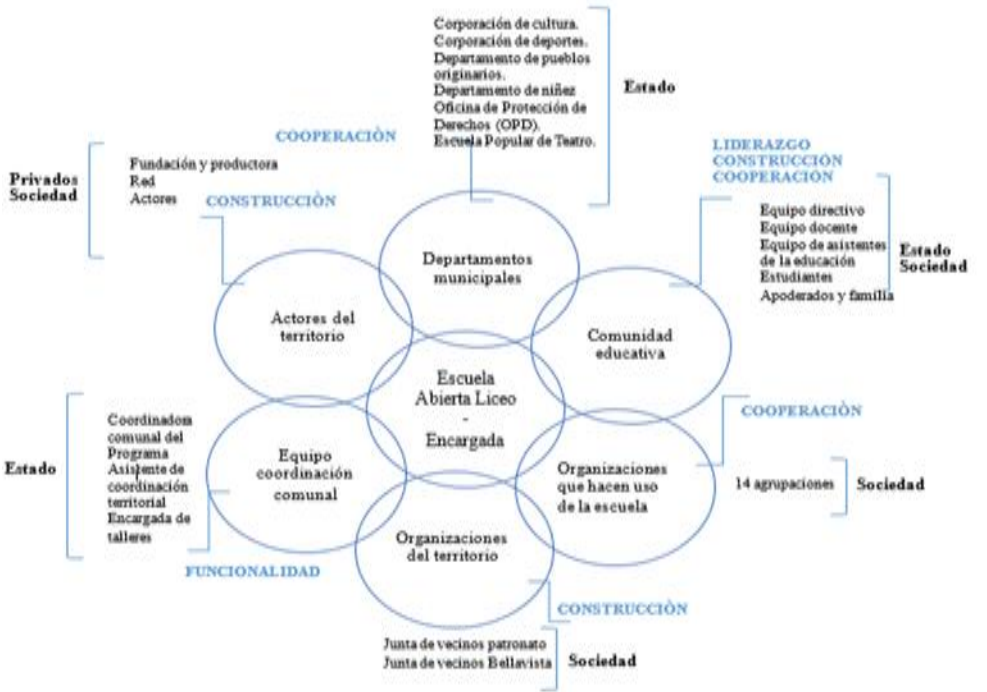 Corporación de cultura.
Corporación de deportes.
Departamento de pueblos
originarios.
Departamento de niñez
Oficina de Protección de
Derechos (OPD).
Escuela Popular de Teatro.
Estado
COOPERACIÒN
LIDERAZGO
CONSTRUCCIÒN
COOPERACIÒN
Privados
Sociedad
Fundación y productora
Red
Actores
CONSTRUCCIÒN
Equipo directivo
Equipo docente
Equipo de asistentes
de la educación
Estudiantes
Apoderados y familia
Estado
Sociedad
Departamentos
municipales
Actores del
territorio
Comunidad
educativa
Escuela
Abierta Liceo
-
Encargada
COOPERACIÒN
Estado
Coordinadora
comunal del
Programa
Asistente de
coordinación
territorial
Encargada de
talleres
Equipo
coordinación
comunal
Organizaciones
que hacen uso
de la escuela
14 agrupaciones
Sociedad
Organizaciones
del territorio
FUNCIONALIDAD
CONSTRUCCIÒN
Junta de vecinos patronato
Junta de vecinos Bellavista
Sociedad